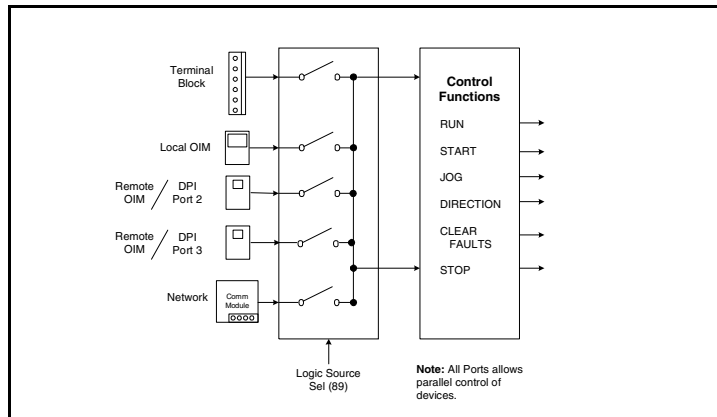 Terminal
Block
Local OIM
Remote
OIM
DPI
Port 2
Remote
OIM
DPI
Port 3
Network
Comm
Module
Logic Source
Sel (89)
Control
Functions
RUN
START
JOG
DIRECTION
CLEAR
FAULTS
STOP
Note: All Ports allows
parallel control of
devices.